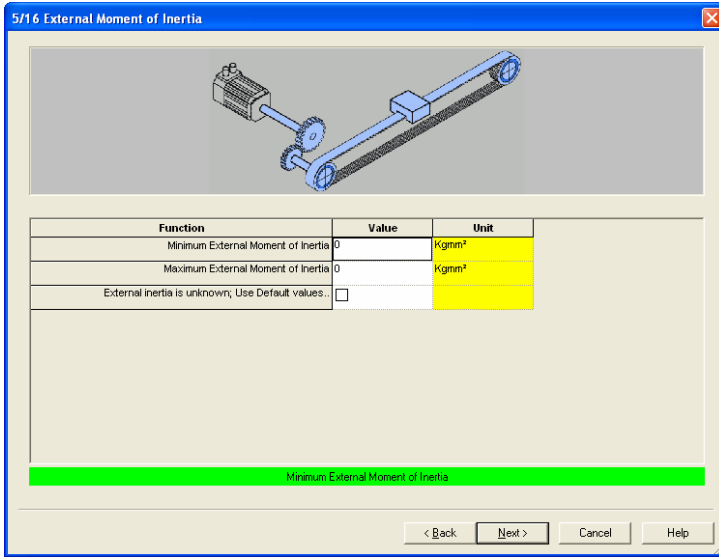 5/16 External Moment of Inertia
Function Value Unit
Minimum External Moment of Inertia 0 Kgmm²
Maximum External Moment of Inertia 0 Kgmm²
External inertia is unknown; Use Default values..
Minimum External Moment of Inertia
< Back Next > Cancel Help